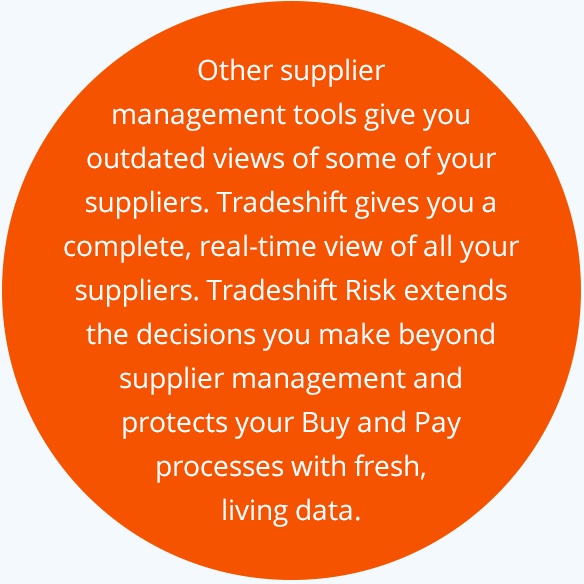 Other supplier
management tools give you
outdated views of some of your
suppliers. Tradeshift gives you a
complete, real-time view of all your
suppliers. Tradeshift Risk extends
the decisions you make beyond
supplier management and
protects your Buy and Pay
processes with fresh,
living data.